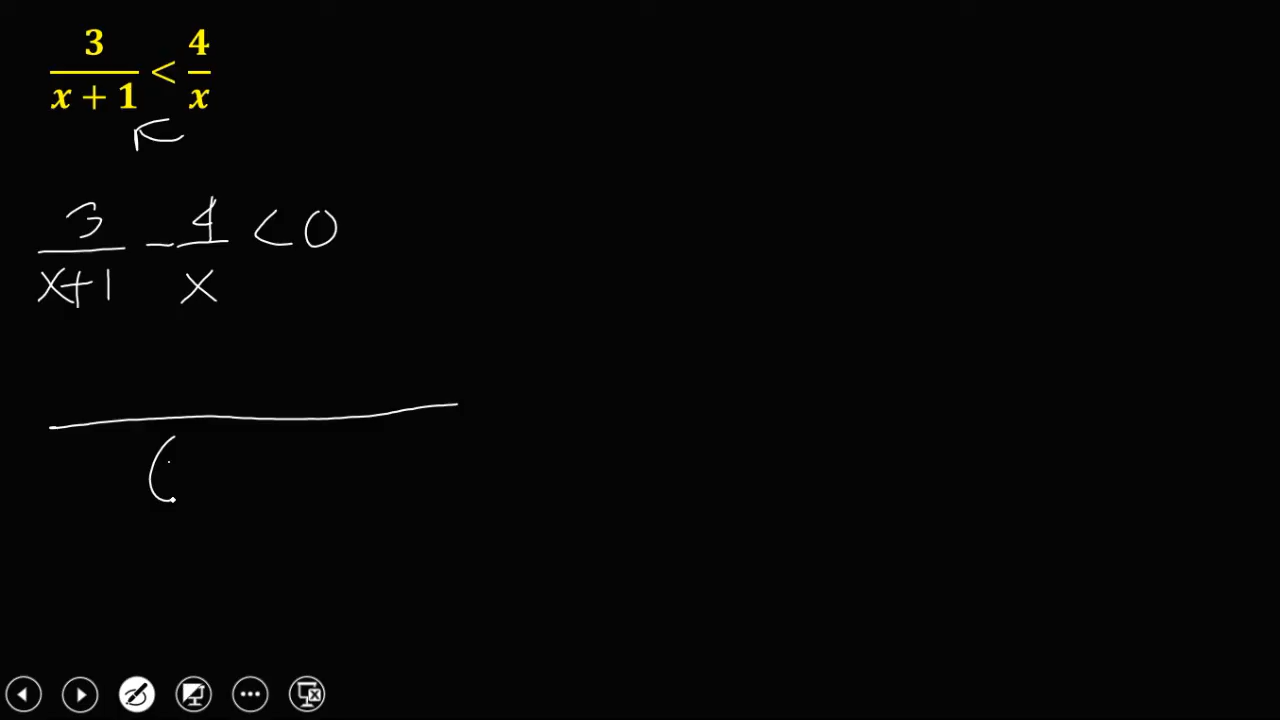 3/(x + 1) < 4/x
3/(x+1) - 4/x < 0
(